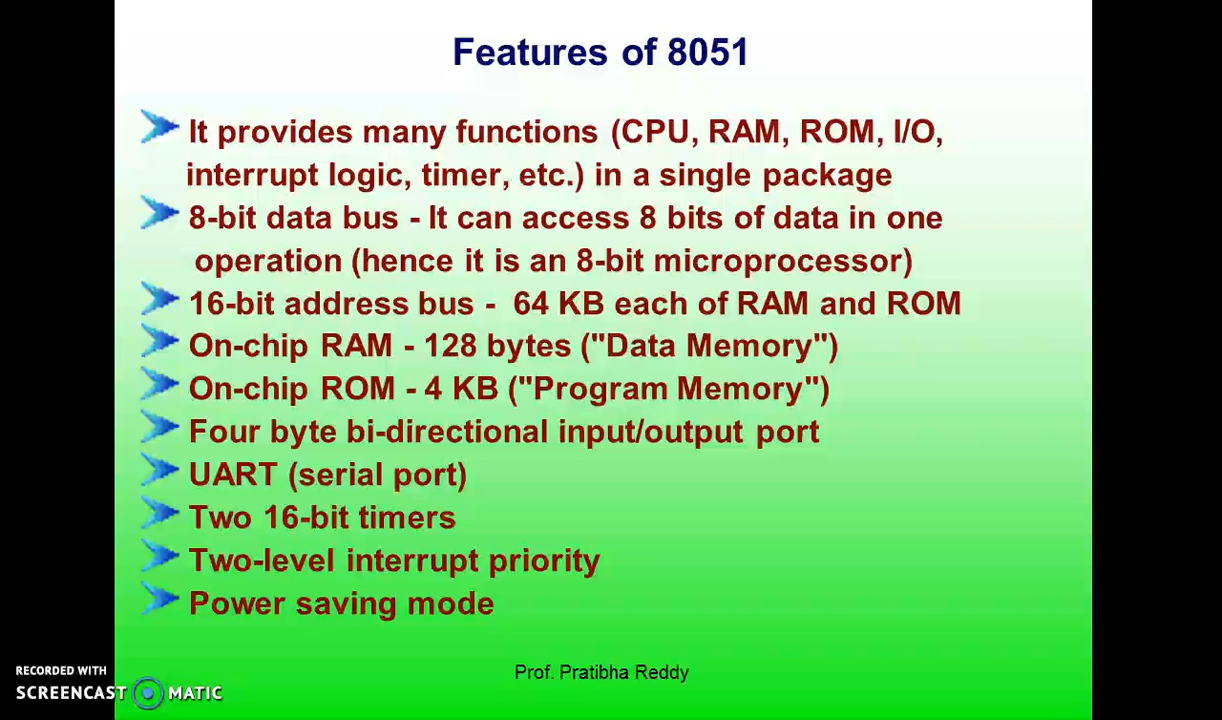 Features of 8051
It provides many functions (CPU, RAM, ROM, I/O,
interrupt logic, timer, etc.) in a single package
8-bit data bus - It can access 8 bits of data in one
operation (hence it is an 8-bit microprocessor)
16-bit address bus - 64 KB each of RAM and ROM
On-chip RAM - 128 bytes ("Data Memory")
On-chip ROM - 4 KB ("Program Memory")
Four byte bi-directional input/output port
UART (serial port)
Two 16-bit timers
Two-level interrupt priority
Power saving mode
Prof. Pratibha Reddy
RECORDED WITH
SCREENCAST MATIC